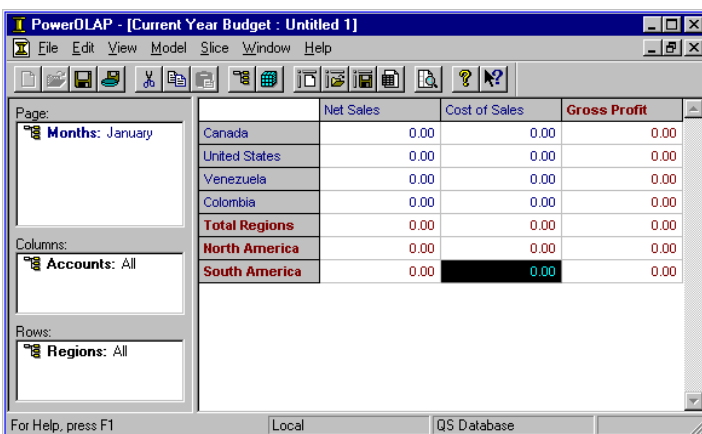 PowerOLAP - [Current Year Budget : Untitled 1]
File Edit View Model Slice Window Help
Page:
Months: January
Columns:
Accounts: All
Rows:
Regions: All
Net Sales Cost of Sales Gross Profit
Canada 0.00 0.00 0.00
United States 0.00 0.00 0.00
Venezuela 0.00 0.00 0.00
Colombia 0.00 0.00 0.00
Total Regions 0.00 0.00 0.00
North America 0.00 0.00 0.00
South America 0.00 0.00 0.00
For Help, press F1 Local QS Database